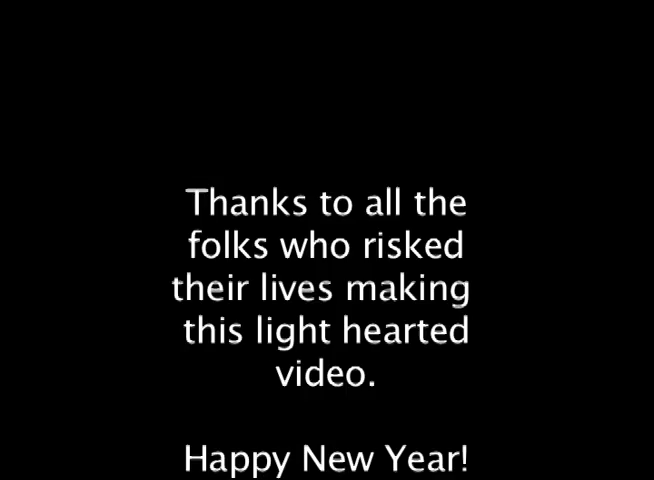 Thanks to all the
folks who risked
their lives making
this light hearted
video.
Happy New Year!